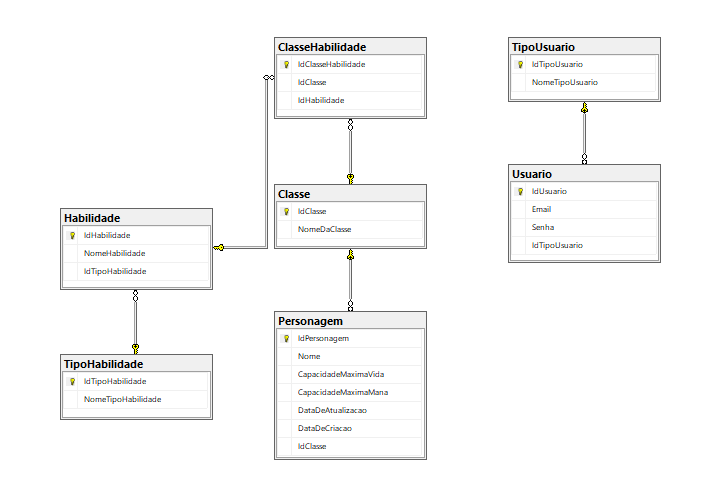 ClasseHabilidade
IdClasseHabilidade
IdClasse
IdHabilidade
TipoUsuario
IdTipoUsuario
NomeTipoUsuario
Classe
IdClasse
NomeDaClasse
Usuario
IdUsuario
Email
Senha
IdTipoUsuario
Habilidade
IdHabilidade
NomeHabilidade
IdTipoHabilidade
TipoHabilidade
IdTipoHabilidade
NomeTipoHabilidade
Personagem
IdPersonagem
Nome
CapacidadeMaximaVida
CapacidadeMaximaMana
DataDeAtualizacao
DataDeCriacao
IdClasse